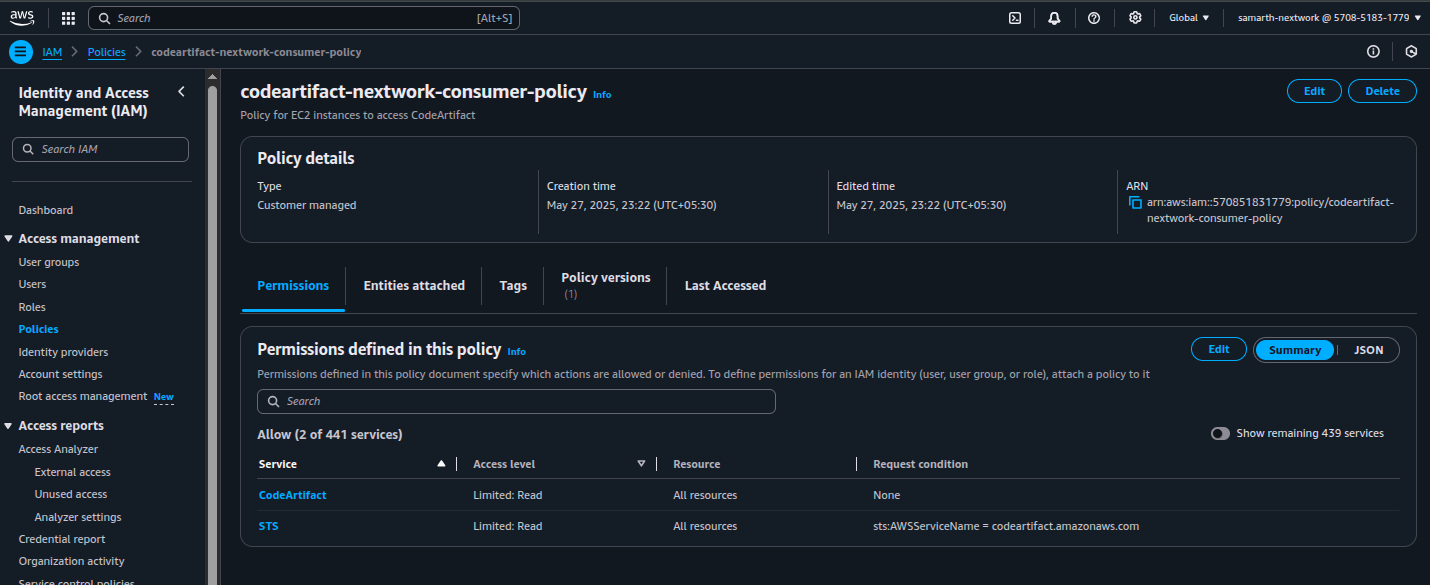 aws
Search [Alt+S]
Global
samarth-nextwork @ 5708-5183-1779
IAM
Policies
codeartifact-nextwork-consumer-policy
Identity and Access
Management (IAM)
Search IAM
Dashboard
Access management
User groups
Users
Roles
Policies
Identity providers
Account settings
Root access management New
Access reports
Access Analyzer
External access
Unused access
Analyzer settings
Credential report
Organization activity
Service control policies
codeartifact-nextwork-consumer-policy Info
Edit
Delete
Policy for EC2 instances to access CodeArtifact
Policy details
Type
Customer managed
Creation time
May 27, 2025, 23:22 (UTC+05:30)
Edited time
May 27, 2025, 23:22 (UTC+05:30)
ARN
arn:aws:iam::570851831779:policy/codeartifact-
nextwork-consumer-policy
Permissions
Entities attached
Tags
Policy versions
(1)
Last Accessed
Permissions defined in this policy Info
Edit
Summary
JSON
Permissions defined in this policy document specify which actions are allowed or denied. To define permissions for an IAM identity (user, user group, or role), attach a policy to it
Search
Allow (2 of 441 services)
Show remaining 439 services
Service Access level Resource Request condition
CodeArtifact Limited: Read All resources None
STS Limited: Read All resources sts:AWSServiceName = codeartifact.amazonaws.com